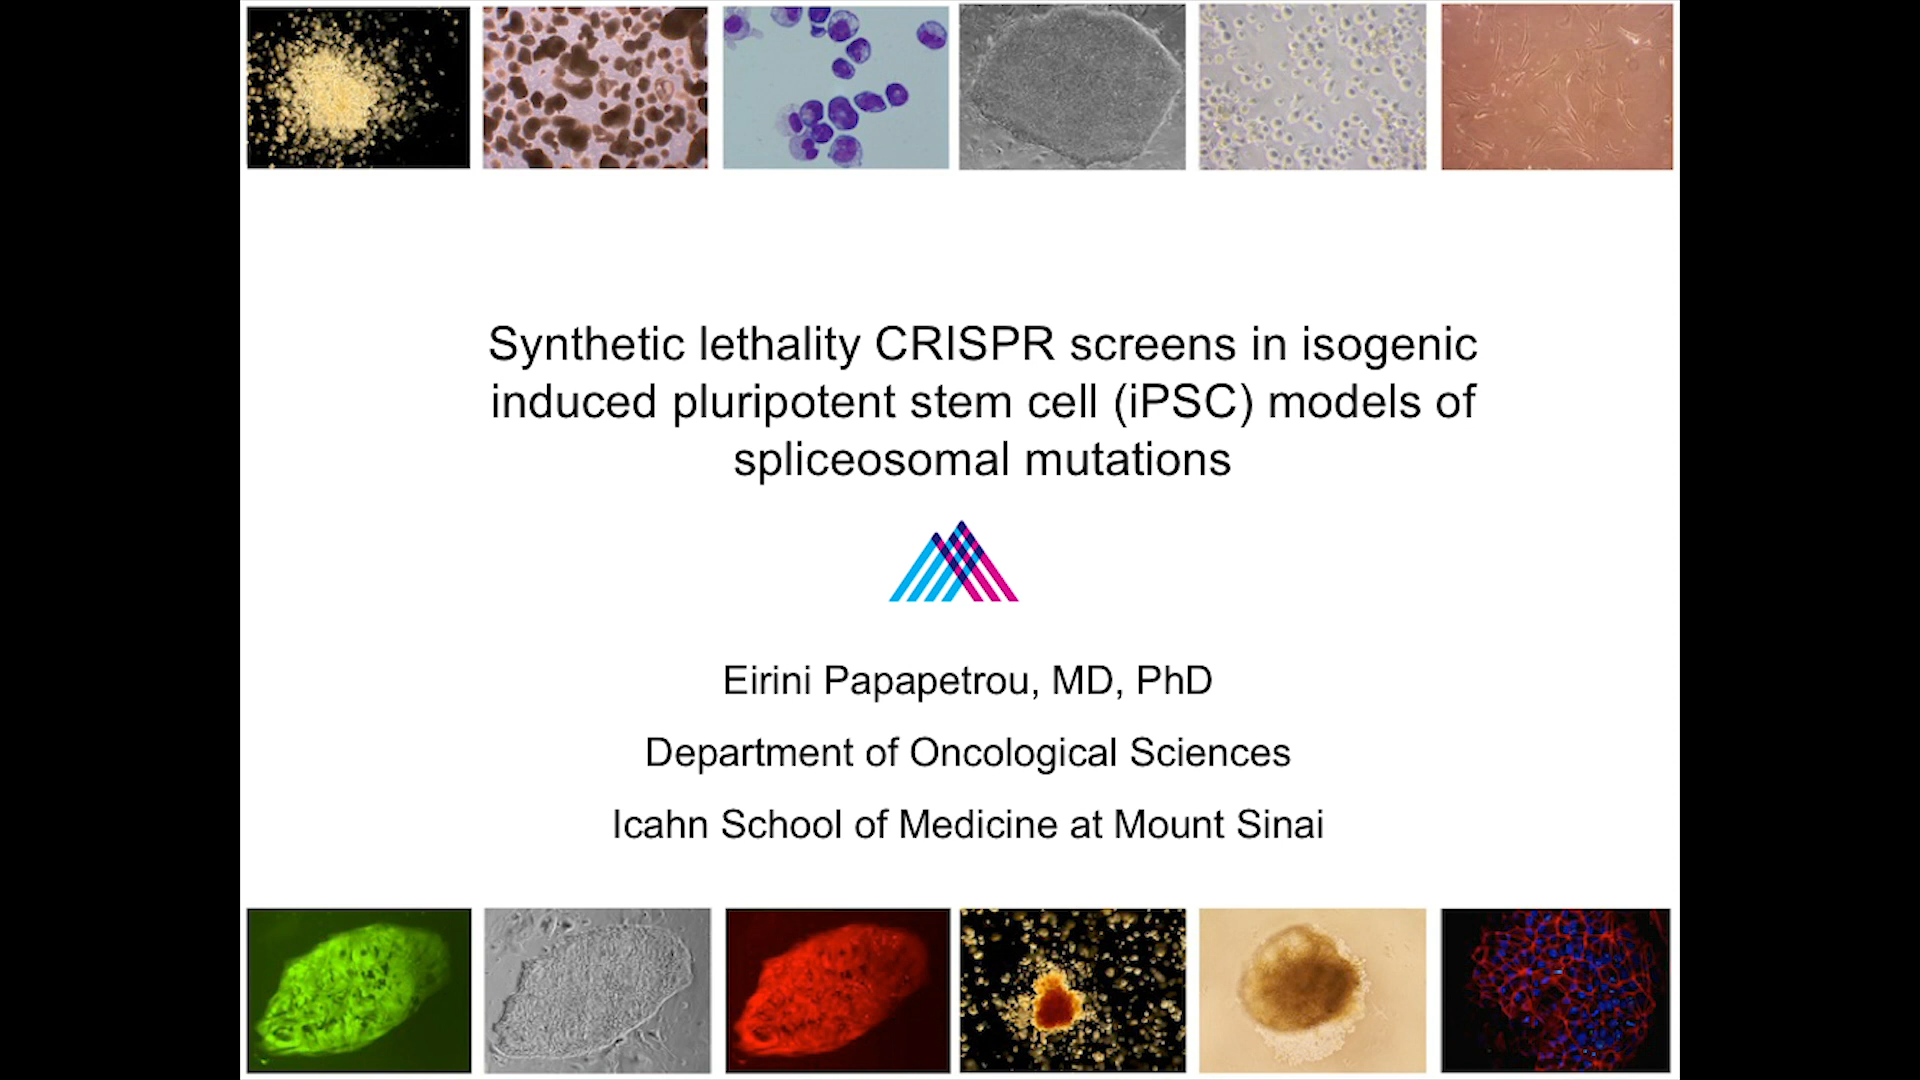 Synthetic lethality CRISPR screens in isogenic
induced pluripotent stem cell (iPSC) models of
spliceosomal mutations
Eirini Papapetrou, MD, PhD
Department of Oncological Sciences
Icahn School of Medicine at Mount Sinai